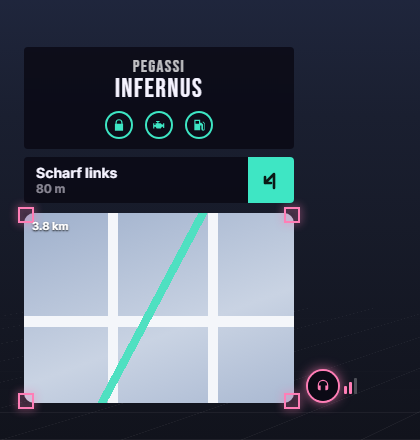 PEGASSI
INFERNUS
Scharf links
80 m
3.8 km